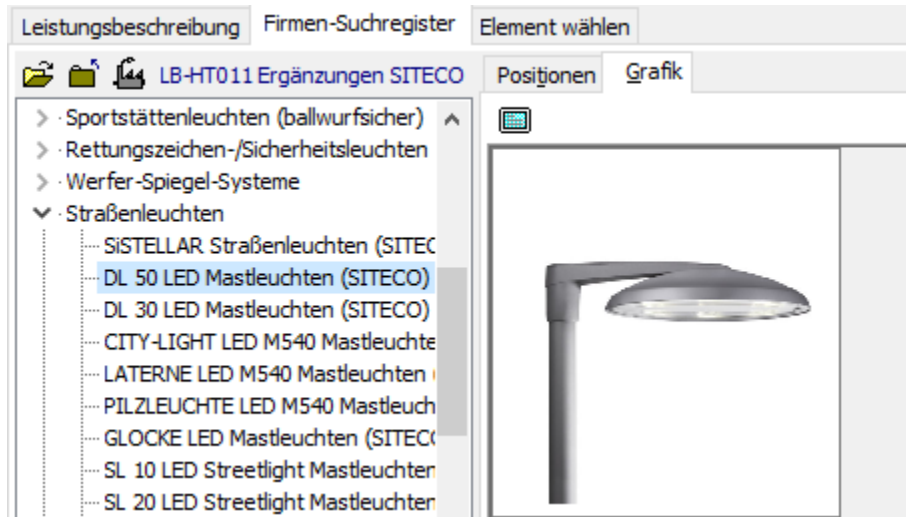 Leistungsbeschreibung Firmen-Suchregister Element wählen
LB-HT011 Ergänzungen SITECO
Positionen Grafik
Sportstättenleuchten (ballwurfsicher)
Rettungszeichen-/Sicherheitsleuchten
Werfer-Spiegel-Systeme
Straßenleuchten
SiSTELLAR Straßenleuchten (SITEC
DL 50 LED Mastleuchten (SITECO)
DL 30 LED Mastleuchten (SITECO)
CITY-LIGHT LED M540 Mastleuchte
LATERNE LED M540 Mastleuchten (
PILZLEUCHTE LED M540 Mastleuch
GLOCKE LED Mastleuchten (SITECO
SL 10 LED Streetlight Mastleuchten
SL 20 LED Streetlight Mastleuchten